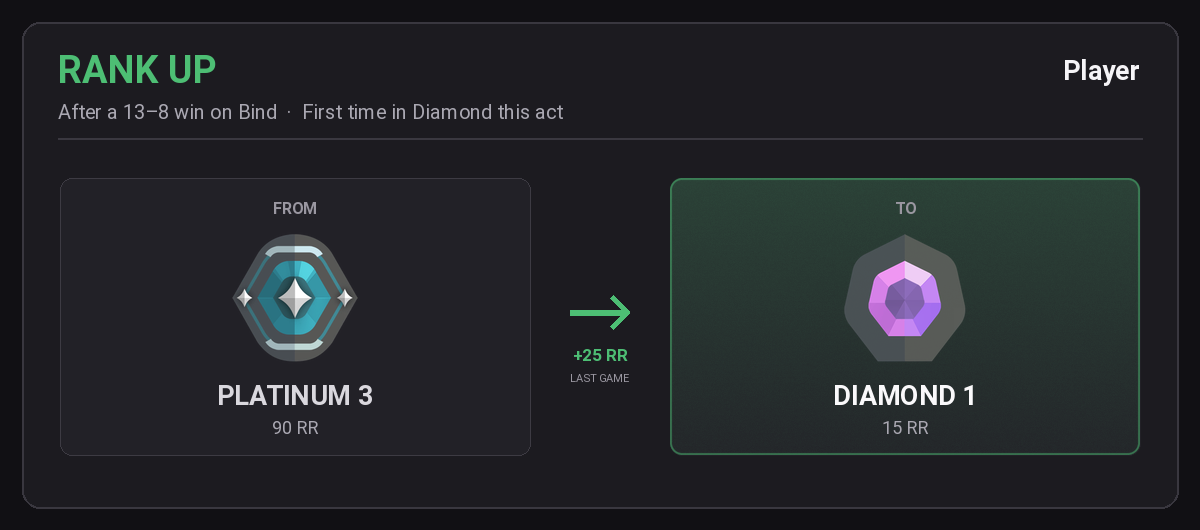 RANK UP
Player
After a 13–8 win on Bind · First time in Diamond this act
FROM
PLATINUM 3
90 RR
+25 RR
LAST GAME
TO
DIAMOND 1
15 RR